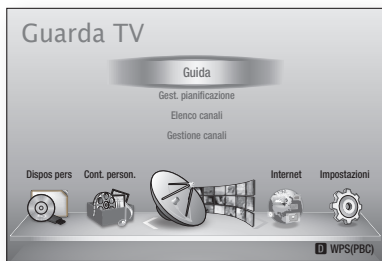 Guarda TV
Guida
Gest. pianificazione
Elenco canali
Gestione canali
Dispos pers Cont. person. Internet Impostazioni
D WPS(PBC)